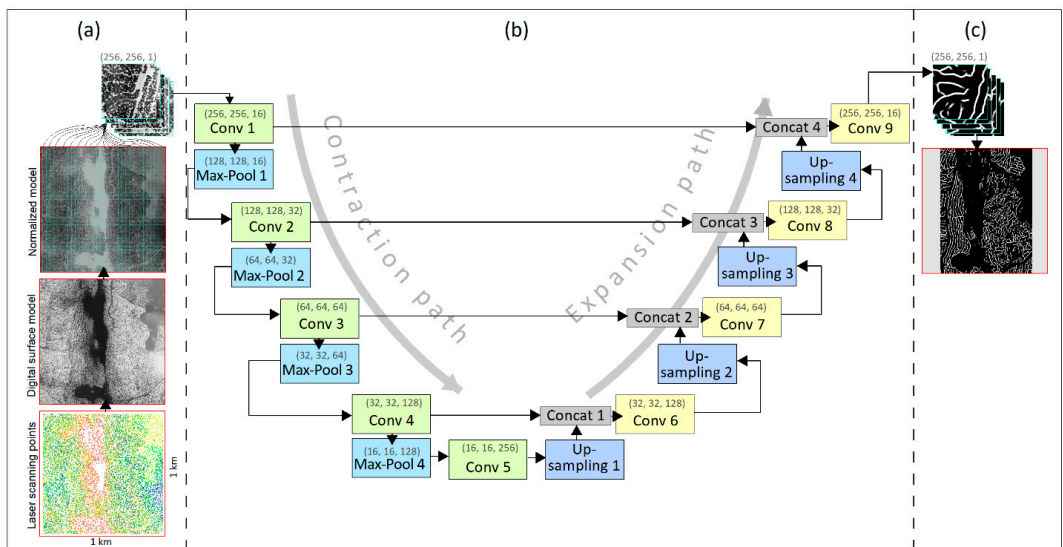 (a)
(b)
(c)
(256, 256, 1)
Normalized model
Digital surface model
Laser scanning points
1 km
1 km
(256, 256, 16)
Conv 1
(128, 128, 16)
Max-Pool 1
(128, 128, 32)
Conv 2
(64, 64, 32)
Max-Pool 2
(64, 64, 64)
Conv 3
(32, 32, 64)
Max-Pool 3
(32, 32, 128)
Conv 4
(16, 16, 128)
Max-Pool 4
(16, 16, 256)
Conv 5
Contraction path
Expansion path
Up-
sampling 1
Concat 1
(32, 32, 128)
Conv 6
Up-
sampling 2
Concat 2
(64, 64, 64)
Conv 7
Up-
sampling 3
Concat 3
(128, 128, 32)
Conv 8
Up-
sampling 4
Concat 4
(256, 256, 16)
Conv 9
(256, 256, 1)